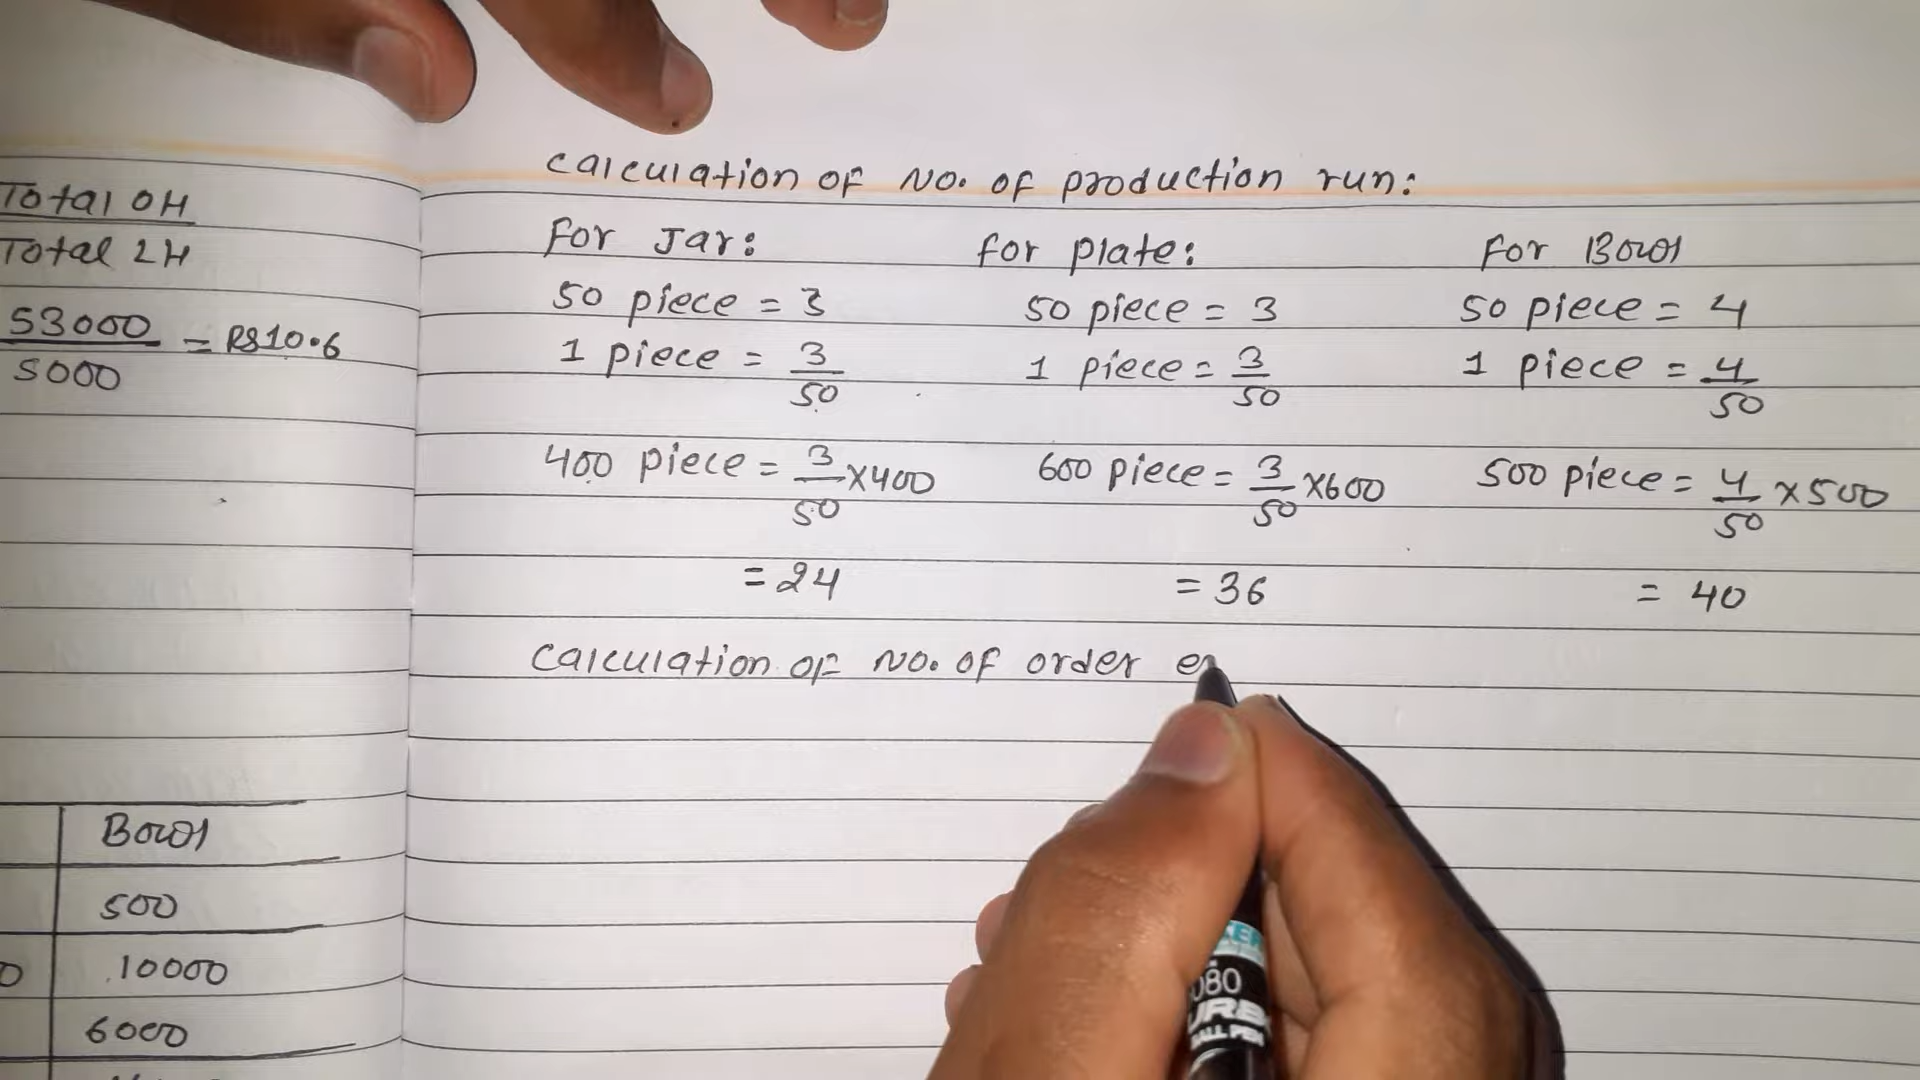 Total OH
Total LH
53000
5000
= RS10.6
Bowl
500
10000
6000
Calculation of No. of production run:
For Jar:
50 piece = 3
1 piece = 3/50
400 piece = 3/50 ×400
= 24
for plate:
50 piece = 3
1 piece = 3/50
600 piece = 3/50 ×600
= 36
For Bowl
50 piece = 4
1 piece = 4/50
500 piece = 4/50 ×500
= 40
Calculation of No. of order